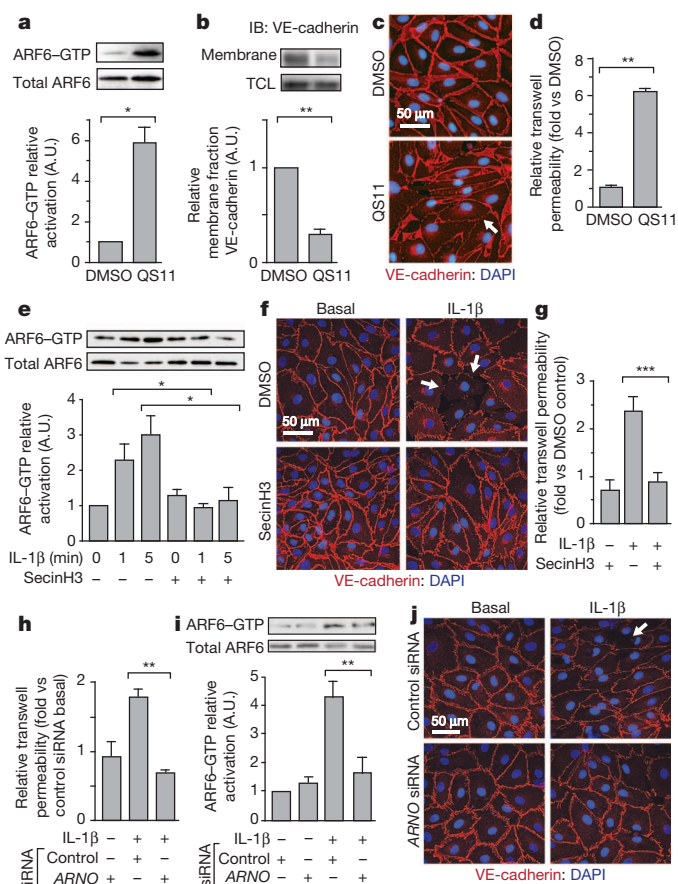 a
ARF6–GTP
Total ARF6
*
ARF6–GTP relative
activation (A.U.)
6
4
2
0
DMSO QS11
b
IB: VE-cadherin
Membrane
TCL
**
Relative
membrane fraction
VE-cadherin (A.U.)
1
0
DMSO QS11
c
DMSO
50 µm
QS11
VE-cadherin: DAPI
d
**
Relative transwell
permeability (fold vs DMSO)
8
6
4
2
0
DMSO QS11
e
ARF6–GTP
Total ARF6
*
*
ARF6–GTP relative
activation (A.U.)
4
3
2
1
0
IL-1β (min) 0 1 5 0 1 5
SecinH3 – – – + + +
f
Basal IL-1β
DMSO
50 µm
SecinH3
VE-cadherin: DAPI
g
***
Relative transwell permeability
(fold vs DMSO control)
3
2
1
0
IL-1β – + +
SecinH3 + – +
h
**
Relative transwell
permeability (fold vs
control siRNA basal)
2
1
0
IL-1β – + +
Control – + –
ARNO + – +
i
ARF6–GTP
Total ARF6
**
ARF6–GTP relative
activation (A.U.)
5
4
3
2
1
0
IL-1β – – + +
siRNA
Control + – + –
ARNO – + – +
j
Basal IL-1β
Control siRNA
50 µm
ARNO siRNA
VE-cadherin: DAPI